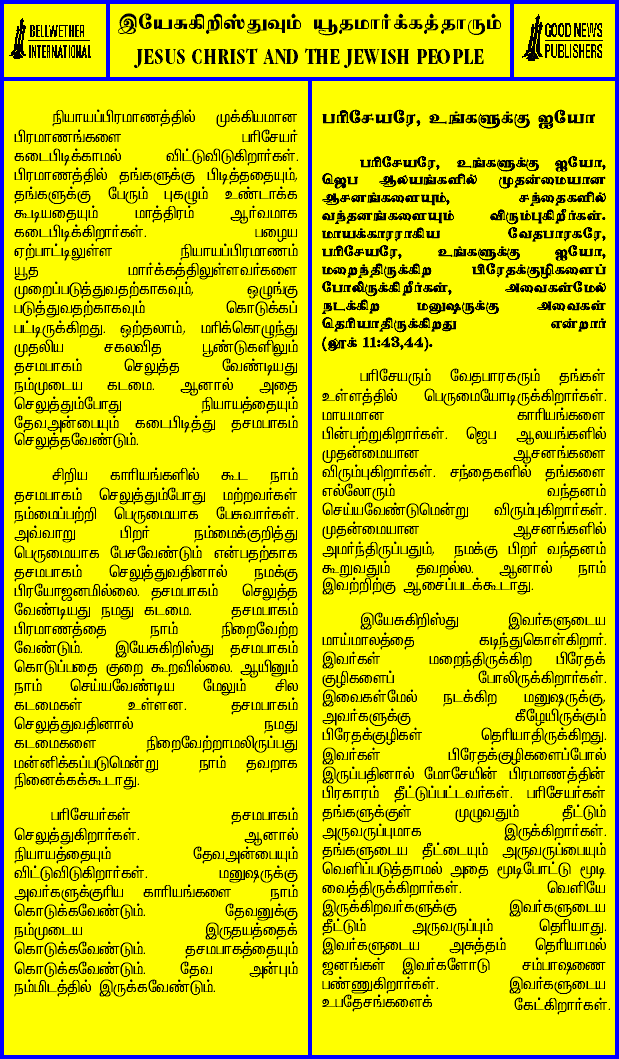 BELLWETHER
INTERNATIONAL
இயேசுகிறிஸ்துவும் யூதமார்க்கத்தாரும்
JESUS CHRIST AND THE JEWISH PEOPLE
GOOD NEWS
PUBLISHERS
நியாயப்பிரமாணத்தில் முக்கியமான
பிரமாணங்களை பரிசேயர்
கடைபிடிக்காமல் விட்டுவிடுகிறார்கள்.
பிரமாணத்தில் தங்களுக்கு பிடித்ததையும்,
தங்களுக்கு பேரும் புகழும் உண்டாக்க
கூடியதையும் மாத்திரம் ஆர்வமாக
கடைபிடிக்கிறார்கள். பழைய
ஏற்பாட்டிலுள்ள நியாயப்பிரமாணம்
யூத மார்க்கத்திலுள்ளவர்களை
முறைப்படுத்துவதற்காகவும், ஒழுங்கு
படுத்துவதற்காகவும் கொடுக்கப்
பட்டிருக்கிறது. ஒற்தலாம், மரிக்கொழுந்து
முதலிய சகலவித பூண்டுகளிலும்
தசமபாகம் செலுத்த வேண்டியது
நம்முடைய கடமை. ஆனால் அதை
செலுத்தும்போது நியாயத்தையும்
தேவஅன்பையும் கடைபிடித்து தசமபாகம்
செலுத்தவேண்டும்.
சிறிய காரியங்களில் கூட நாம்
தசமபாகம் செலுத்தும்போது மற்றவர்கள்
நம்மைப்பற்றி பெருமையாக பேசுவார்கள்.
அவ்வாறு பிறர் நம்மைக்குறித்து
பெருமையாக பேசவேண்டும் என்பதற்காக
தசமபாகம் செலுத்துவதினால் நமக்கு
பிரயோஜனமில்லை. தசமபாகம் செலுத்த
வேண்டியது நமது கடமை. தசமபாகம்
பிரமாணத்தை நாம் நிறைவேற்ற
வேண்டும். இயேசுகிறிஸ்து தசமபாகம்
கொடுப்பதை குறை கூறவில்லை. ஆயினும்
நாம் செய்யவேண்டிய மேலும் சில
கடமைகள் உள்ளன. தசமபாகம்
செலுத்துவதினால் நமது
கடமைகளை நிறைவேற்றாமலிருப்பது
மன்னிக்கப்படுமென்று நாம் தவறாக
நினைக்கக்கூடாது.
பரிசேயர்கள் தசமபாகம்
செலுத்துகிறார்கள். ஆனால்
நியாயத்தையும் தேவஅன்பையும்
விட்டுவிடுகிறார்கள். மனுஷருக்கு
அவர்களுக்குரிய காரியங்களை நாம்
கொடுக்கவேண்டும். தேவனுக்கு
நம்முடைய இருதயத்தைக்
கொடுக்கவேண்டும். தசமபாகத்தையும்
கொடுக்கவேண்டும். தேவ அன்பும்
நம்மிடத்தில் இருக்கவேண்டும்.
பரிசேயரே, உங்களுக்கு ஐயோ
பரிசேயரே, உங்களுக்கு ஐயோ,
ஜெப ஆலயங்களில் முதன்மையான
ஆசனங்களையும், சந்தைகளில்
வந்தனங்களையும் விரும்புகிறீர்கள்.
மாயக்காரராகிய வேதபாரகரே,
பரிசேயரே, உங்களுக்கு ஐயோ,
மறைந்திருக்கிற பிரேதக்குழிகளைப்
போலிருக்கிறீர்கள், அவைகள்மேல்
நடக்கிற மனுஷருக்கு அவைகள்
தெரியாதிருக்கிறது என்றார்
(லூக் 11:43,44).
பரிசேயரும் வேதபாரகரும் தங்கள்
உள்ளத்தில் பெருமையோடிருக்கிறார்கள்.
மாயமான காரியங்களை
பின்பற்றுகிறார்கள். ஜெப ஆலயங்களில்
முதன்மையான ஆசனங்களை
விரும்புகிறார்கள். சந்தைகளில் தங்களை
எல்லோரும் வந்தனம்
செய்யவேண்டுமென்று விரும்புகிறார்கள்.
முதன்மையான ஆசனங்களில்
அமர்ந்திருப்பதும், நமக்கு பிறர் வந்தனம்
கூறுவதும் தவறல்ல. ஆனால் நாம்
இவற்றிற்கு ஆசைப்படக்கூடாது.
இயேசுகிறிஸ்து இவர்களுடைய
மாய்மாலத்தை கடிந்துகொள்கிறார்.
இவர்கள் மறைந்திருக்கிற பிரேதக்
குழிகளைப் போலிருக்கிறார்கள்.
இவைகள்மேல் நடக்கிற மனுஷருக்கு,
அவர்களுக்கு கீழேயிருக்கும்
பிரேதக்குழிகள் தெரியாதிருக்கிறது.
இவர்கள் பிரேதக்குழிகளைப்போல்
இருப்பதினால் மோசேயின் பிரமாணத்தின்
பிரகாரம் தீட்டுப்பட்டவர்கள். பரிசேயர்கள்
தங்களுக்குள் முழுவதும் தீட்டும்
அருவருப்புமாக இருக்கிறார்கள்.
தங்களுடைய தீட்டையும் அருவருப்பையும்
வெளிப்படுத்தாமல் அதை மூடிபோட்டு மூடி
வைத்திருக்கிறார்கள். வெளியே
இருக்கிறவர்களுக்கு இவர்களுடைய
தீட்டும் அருவருப்பும் தெரியாது.
இவர்களுடைய அசுத்தம் தெரியாமல்
ஜனங்கள் இவர்களோடு சம்பாஷணை
பண்ணுகிறார்கள். இவர்களுடைய
உபதேசங்களைக் கேட்கிறார்கள்.